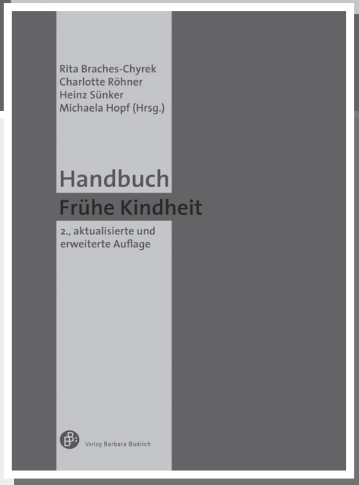 Rita Braches-Chyrek
Charlotte Röhner
Heinz Sünker
Michaela Hopf (Hrsg.)
Handbuch
Frühe Kindheit
2., aktualisierte und
erweiterte Auflage
Verlag Barbara Budrich